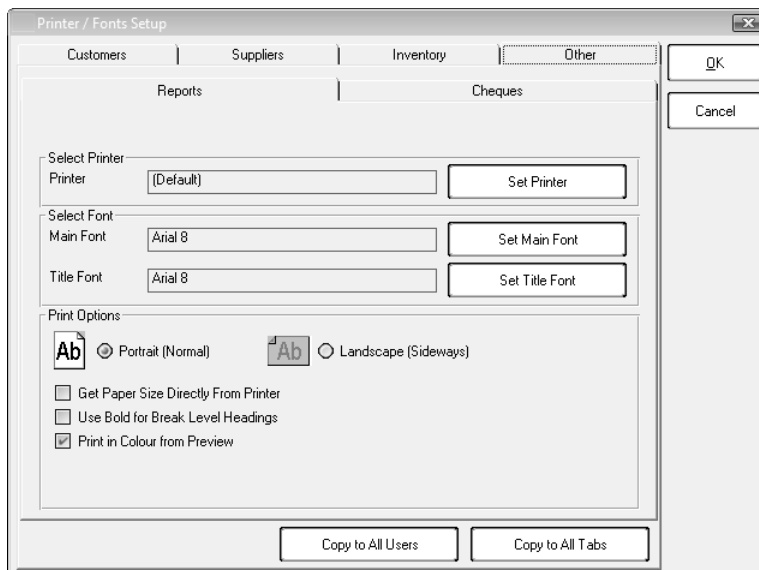 Printer / Fonts Setup
Customers Suppliers Inventory Other
OK
Reports Cheques
Cancel
Select Printer
Printer (Default) Set Printer
Select Font
Main Font Arial 8 Set Main Font
Title Font Arial 8 Set Title Font
Print Options
Ab Portrait (Normal) Ab Landscape (Sideways)
Get Paper Size Directly From Printer
Use Bold for Break Level Headings
Print in Colour from Preview
Copy to All Users Copy to All Tabs